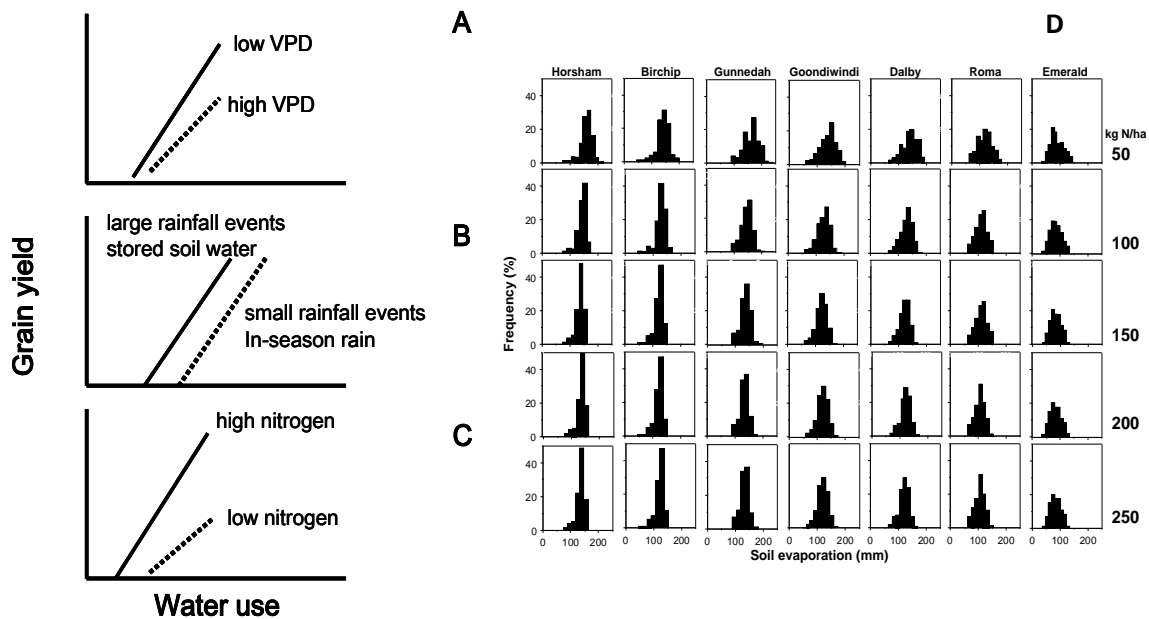 A
low VPD
high VPD
large rainfall events
stored soil water
B
small rainfall events
In-season rain
high nitrogen
C
low nitrogen
Grain yield
Water use
D
Horsham Birchip Gunnedah Goondiwindi Dalby Roma Emerald
kg N/ha
40
20
0
50
40
20
0
100
40
20
0
150
40
20
0
200
40
20
0
250
Frequency (%)
0 100 200 0 100 200 0 100 200 0 100 200 0 100 200 0 100 200 0 100 200
Soil evaporation (mm)